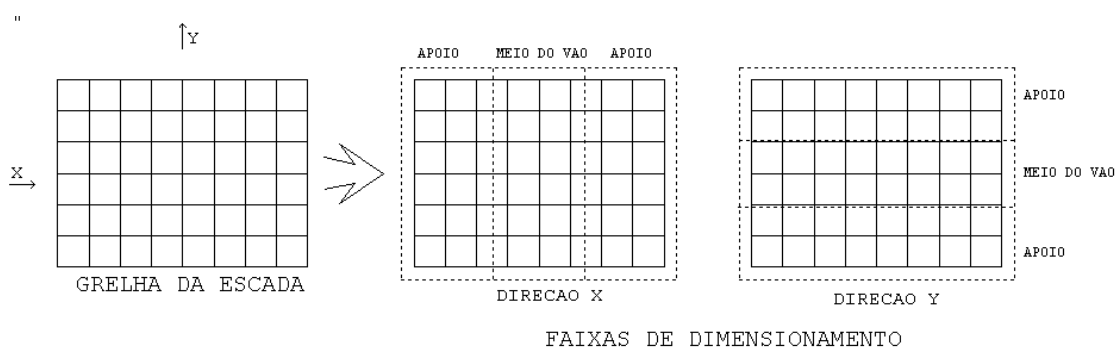 "
Y
X
GRELHA DA ESCADA
APOIO MEIO DO VAO APOIO
DIRECAO X
APOIO
MEIO DO VAO
APOIO
DIRECAO Y
FAIXAS DE DIMENSIONAMENTO